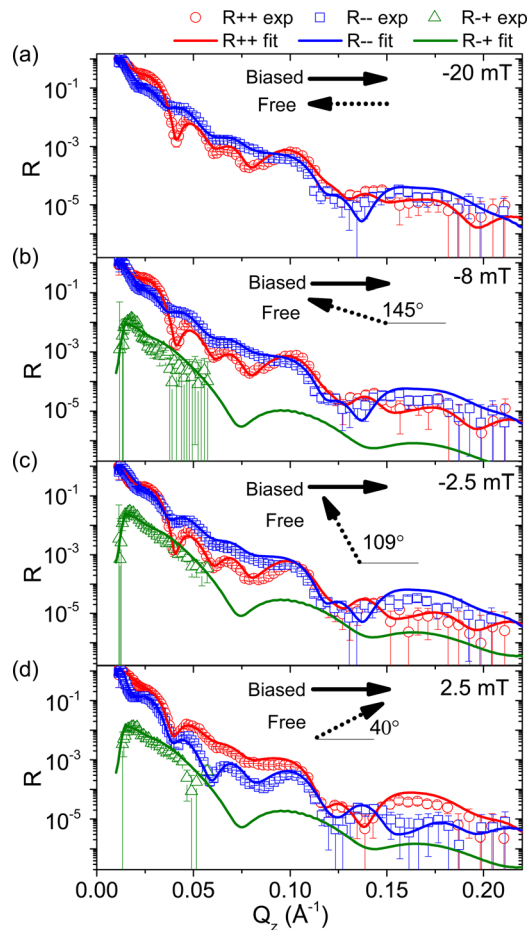 R++ exp R-- exp R-+ exp
R++ fit R-- fit R-+ fit
(a)
Biased
-20 mT
Free
10⁻¹
10⁻³
10⁻⁵
R
(b)
Biased
-8 mT
Free
145°
10⁻¹
10⁻³
10⁻⁵
R
(c)
Biased
-2.5 mT
Free
109°
10⁻¹
10⁻³
10⁻⁵
R
(d)
Biased
2.5 mT
Free
40°
10⁻¹
10⁻³
10⁻⁵
R
0.00 0.05 0.10 0.15 0.20
Q_z (Å⁻¹)